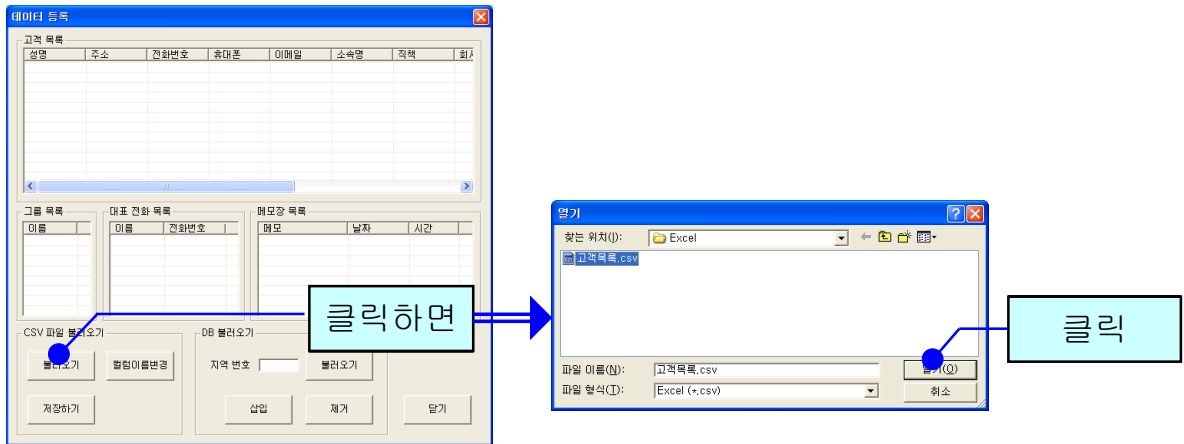 데이터 등록
고객 목록
성명 주소 전화번호 휴대폰 이메일 소속명 직책
그룹 목록
이름
대표 전화 목록
이름 전화번호
메모장 목록
메모 날짜 시간
CSV 파일 불러오기
불러오기 컬럼이름변경
저장하기
DB 불러오기
지역 번호 불러오기
삽입 제거 닫기
클릭하면
열기
찾는 위치(I): Excel
고객목록.csv
파일 이름(N): 고객목록.csv
열기(O)
파일 형식(T): Excel (*.csv)
취소
클릭